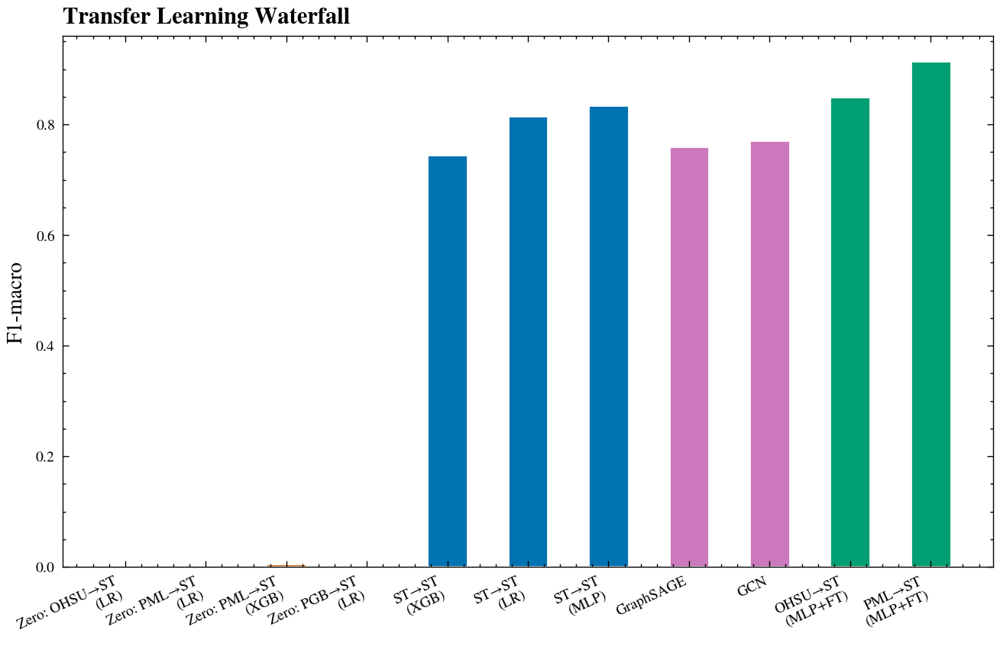 Transfer Learning Waterfall
F1-macro
0.8
0.6
0.4
0.2
0.0
Zero: OHSU→ST
(LR)
Zero: PML→ST
(LR)
Zero: PML→ST
(XGB)
Zero: PGB→ST
(LR)
ST→ST
(XGB)
ST→ST
(LR)
ST→ST
(MLP)
GraphSAGE
GCN
OHSU→ST
(MLP+FT)
PML→ST
(MLP+FT)